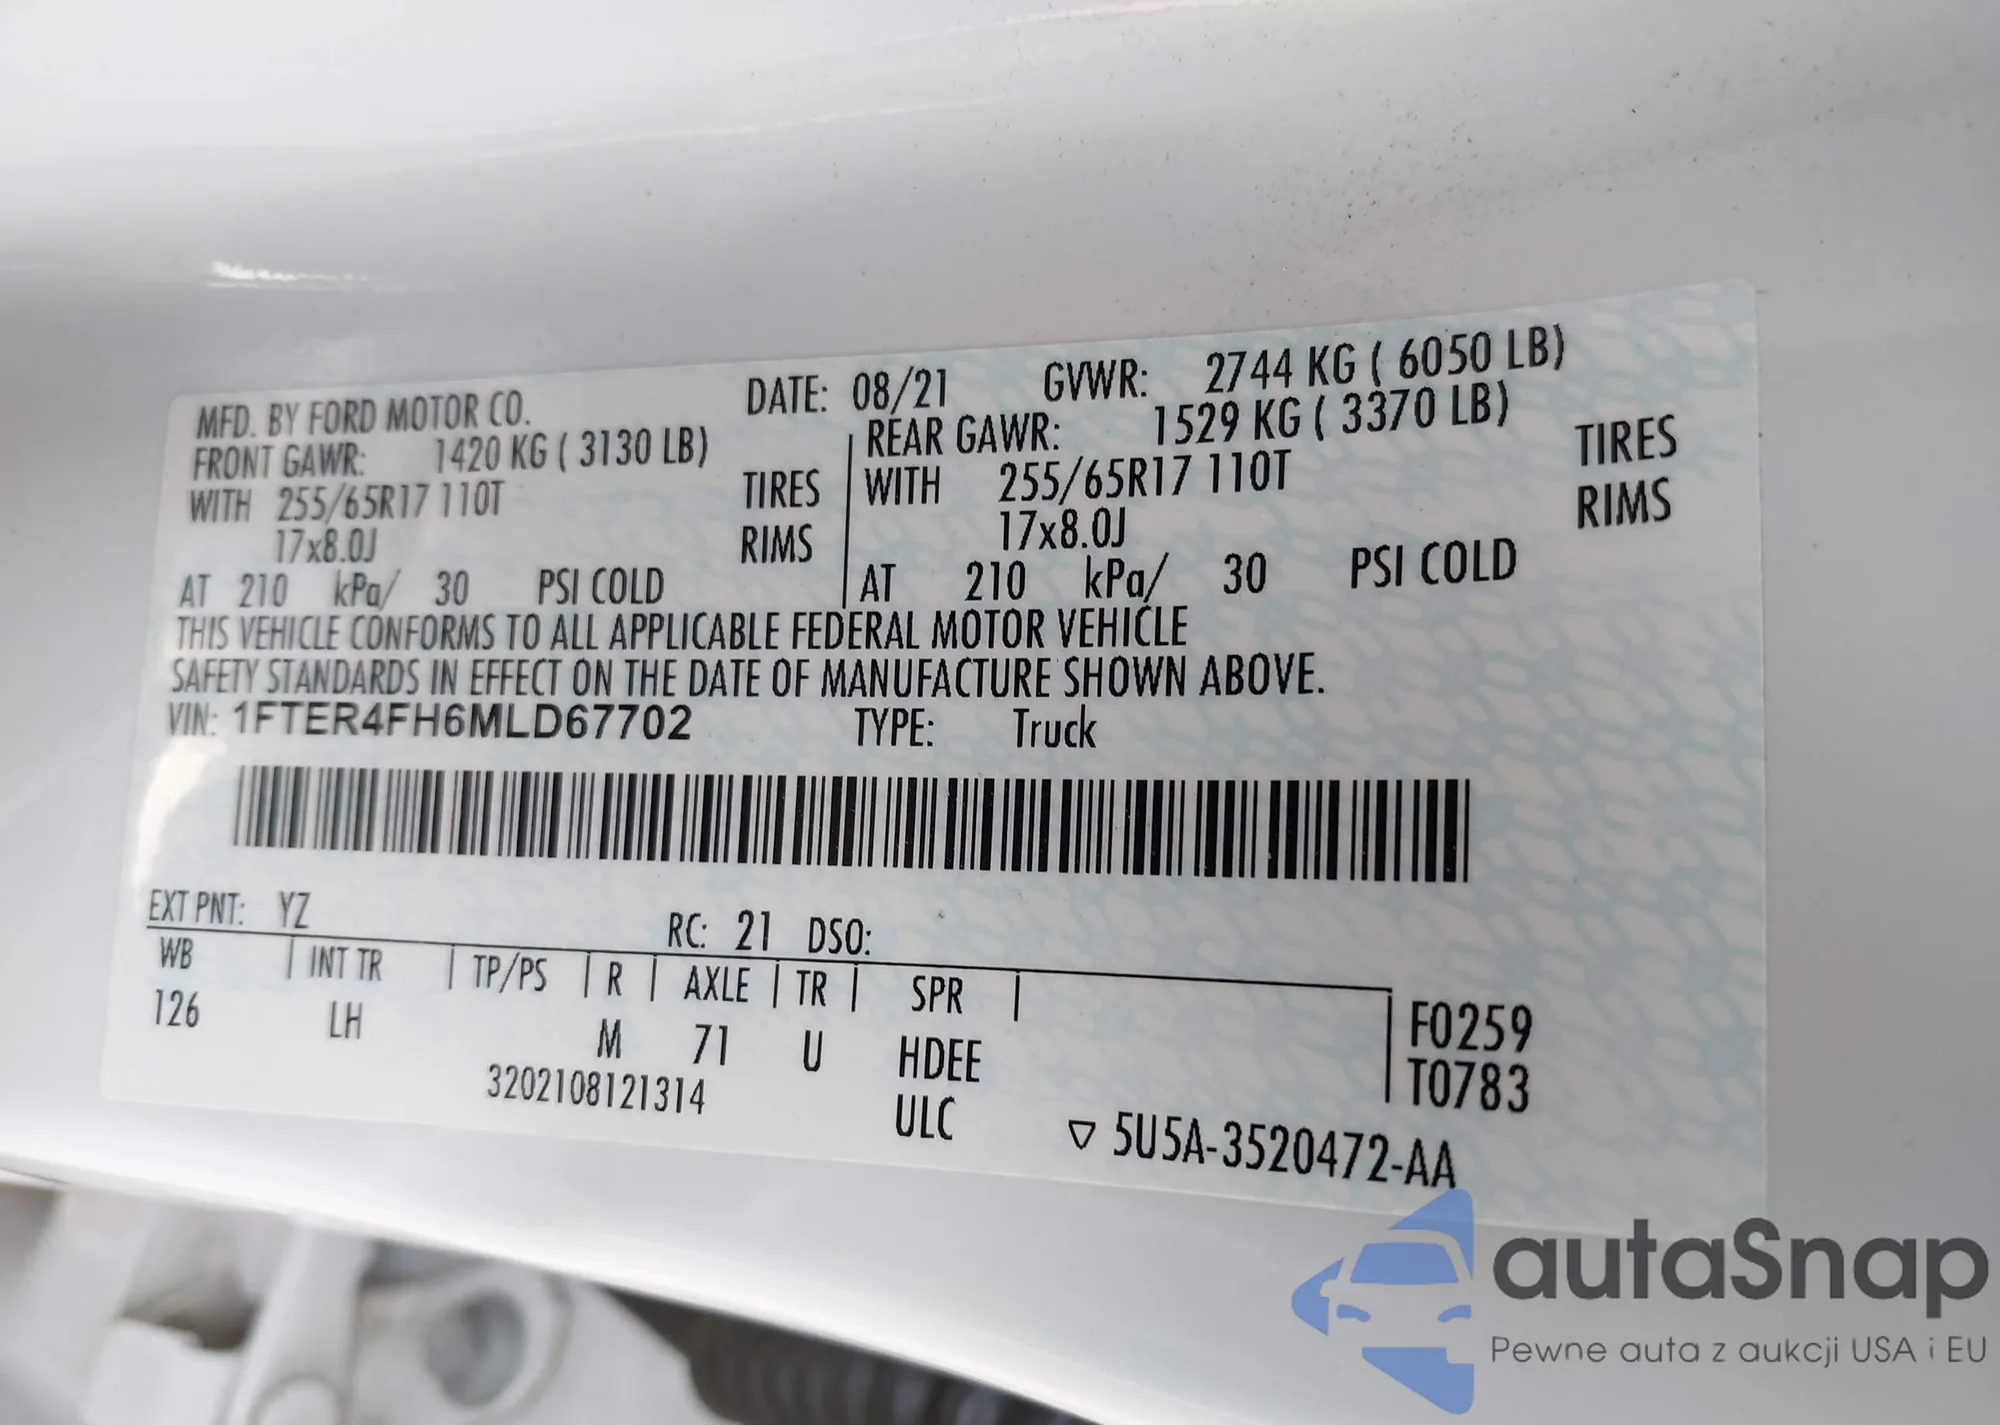 MFD. BY FORD MOTOR CO. DATE: 08/21 GVWR: 2744 KG ( 6050 LB)
FRONT GAWR: 1420 KG ( 3130 LB) REAR GAWR: 1529 KG ( 3370 LB)
WITH 255/65R17 110T TIRES WITH 255/65R17 110T TIRES
17x8.0J RIMS 17x8.0J RIMS
AT 210 kPa/ 30 PSI COLD AT 210 kPa/ 30 PSI COLD
THIS VEHICLE CONFORMS TO ALL APPLICABLE FEDERAL MOTOR VEHICLE
SAFETY STANDARDS IN EFFECT ON THE DATE OF MANUFACTURE SHOWN ABOVE.
VIN: 1FTER4FH6MLD67702 TYPE: Truck
EXT PNT: YZ RC: 21 DSO:
WB INT TR TP/PS R AXLE TR SPR
126 LH M 71 U HDEE F0259
3202108121314 ULC T0783
▽ 5U5A-3520472-AA
autaSnap
Pewne auta z aukcji USA i EU